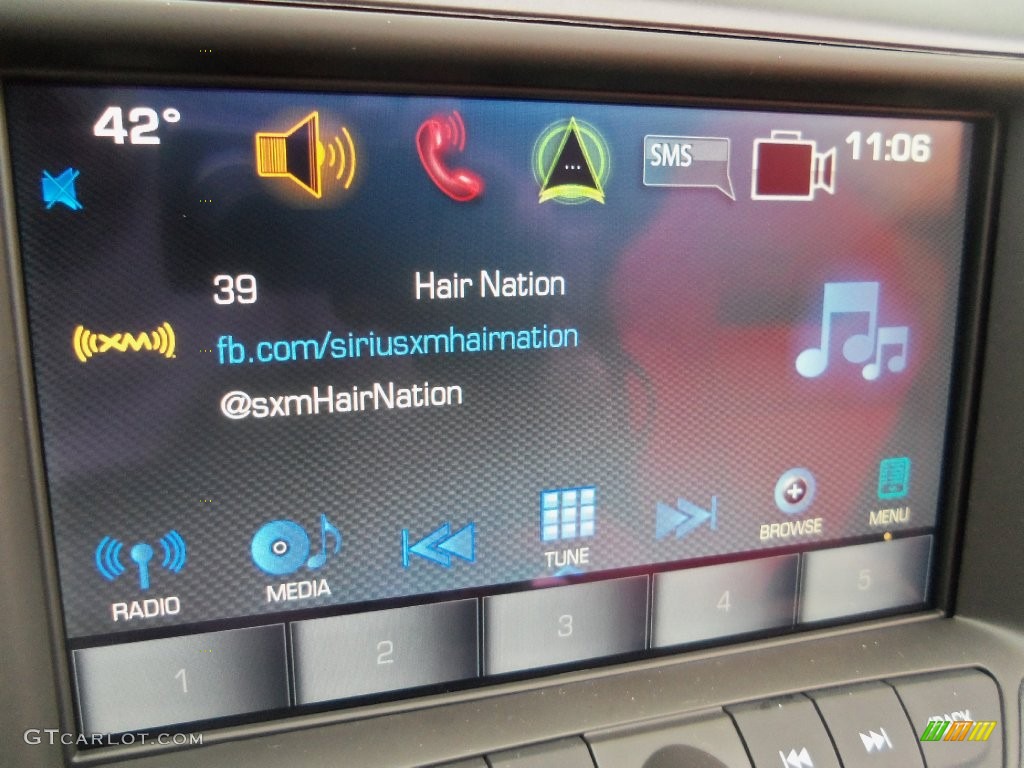 42°
SMS
11:06
39 Hair Nation
((XM))
fb.com/siriusxmhairnation
@sxmHairNation
RADIO
MEDIA
TUNE
BROWSE
MENU
1 2 3 4 5
BACK
GTCARLOT.COM